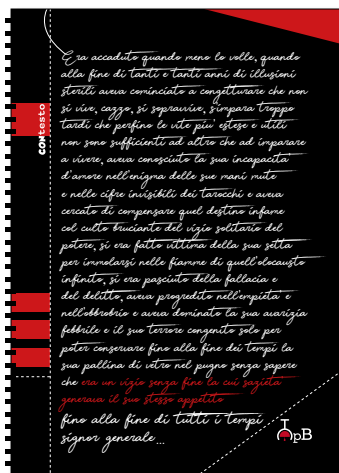 Era accaduto quando meno lo volle, quando
alla fine di tanti e tanti anni di illusioni
sterili aveva cominciato a congetturare che non
si vive, cazzo, si sopravvive, s'impara troppo
tardi che perfino le vite piu' estese e utili
non sono sufficienti ad altro che ad imparare
a vivere, aveva conosciuto la sua incapacità
d'amore nell'enigma delle sue mani mute
e nelle cifre invisibili dei tarocchi e aveva
cercato di compensare quel destino infame
col culto bruciante del vizio solitario del
potere, si era fatto vittima della sua setta
per immolarsi nelle fiamme di quell'olocausto
infinito, si era pasciuto della fallacia e
del delitto, aveva progredito nell'empietà e
nell'obbrobrio e aveva dominato la sua avarizia
febbrile e il suo terrore congenito solo per
poter conservare fino alla fine dei tempi la
sua pallina di vetro nel pugno senza sapere
che era un vizio senza fine la cui sazietà
generava il suo stesso appetito
fino alla fine di tutti i tempi
signor generale...
CONtesto
TpB